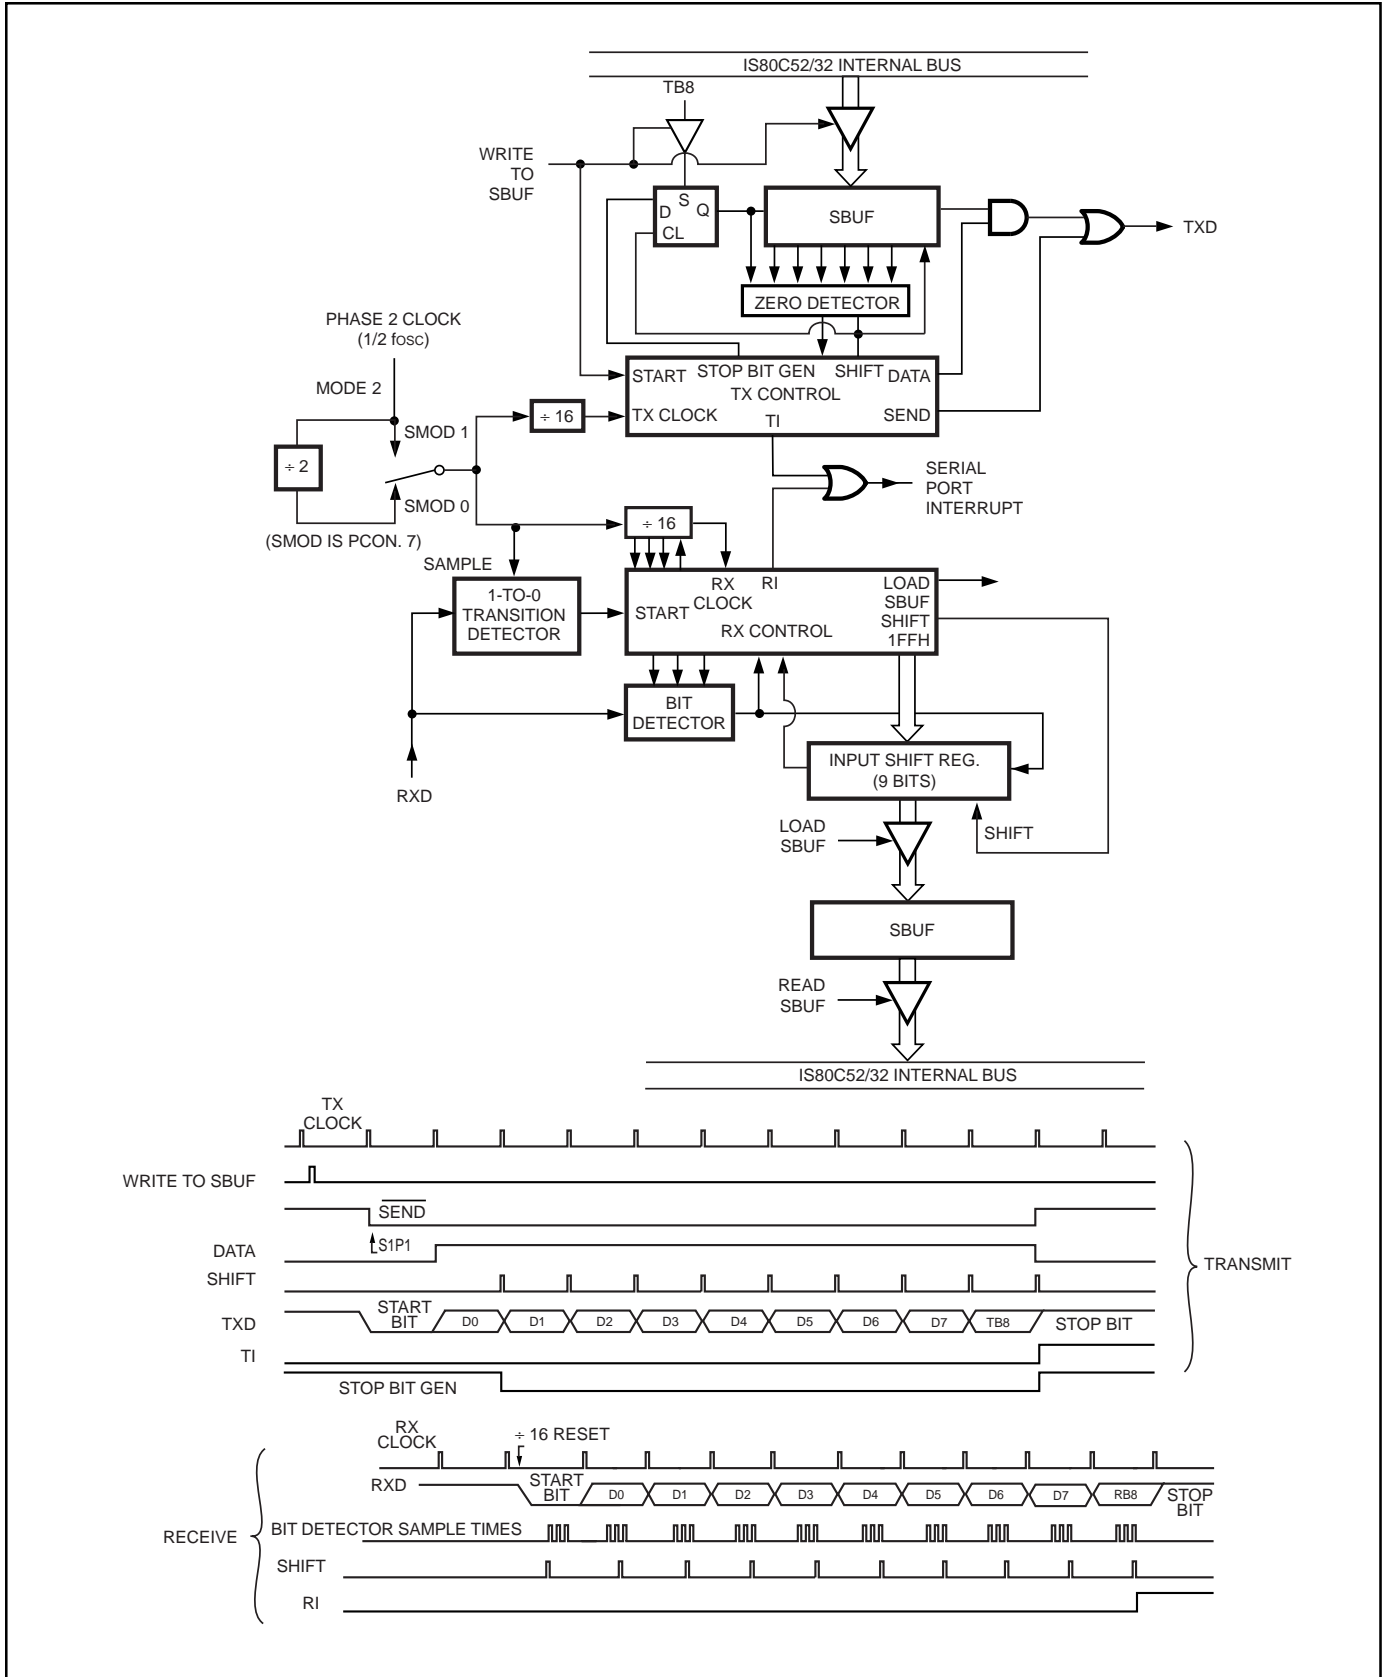 IS80C52/32 INTERNAL BUS
TB8
WRITE
TO
SBUF
S
D
Q
CL
SBUF
TXD
ZERO DETECTOR
PHASE 2 CLOCK
(1/2 fOSC)
MODE 2
SMOD 1
÷ 2
SMOD 0
(SMOD IS PCON. 7)
÷ 16
START
STOP BIT GEN
SHIFT
DATA
TX CONTROL
TX CLOCK
TI
SEND
SERIAL
PORT
INTERRUPT
÷ 16
SAMPLE
1-TO-0
TRANSITION
DETECTOR
START
RX
CLOCK
RI
RX CONTROL
LOAD
SBUF
SHIFT
1FFH
BIT
DETECTOR
RXD
INPUT SHIFT REG.
(9 BITS)
LOAD
SBUF
SHIFT
SBUF
READ
SBUF
IS80C52/32 INTERNAL BUS
TX
CLOCK
WRITE TO SBUF
SEND
DATA
S1P1
SHIFT
TRANSMIT
TXD
START
BIT
D0
D1
D2
D3
D4
D5
D6
D7
TB8
STOP BIT
TI
STOP BIT GEN
RX
CLOCK
÷ 16 RESET
RXD
START
BIT
D0
D1
D2
D3
D4
D5
D6
D7
RB8
STOP
BIT
RECEIVE
BIT DETECTOR SAMPLE TIMES
SHIFT
RI